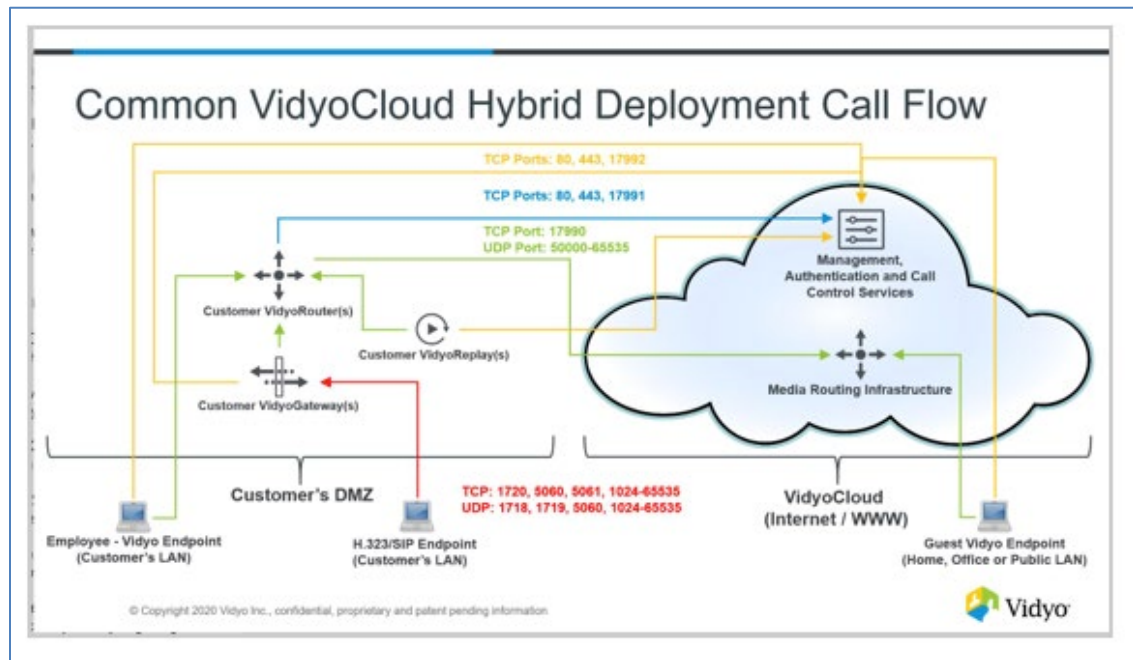 Common VidyoCloud Hybrid Deployment Call Flow
TCP Ports: 80, 443, 17992
TCP Ports: 80, 443, 17991
TCP Port: 17990
UDP Port: 50000-65535
Management,
Authentication and Call
Control Services
Customer VidyoRouter(s)
Customer VidyoReplay(s)
Media Routing Infrastructure
Customer VidyoGateway(s)
Customer's DMZ
TCP: 1720, 5060, 5061, 1024-65535
UDP: 1718, 1719, 5060, 1024-65535
VidyoCloud
(Internet / WWW)
Employee - Vidyo Endpoint
(Customer's LAN)
H.323/SIP Endpoint
(Customer's LAN)
Guest Vidyo Endpoint
(Home, Office or Public LAN)
© Copyright 2020 Vidyo Inc., confidential, proprietary and patent pending information
Vidyo